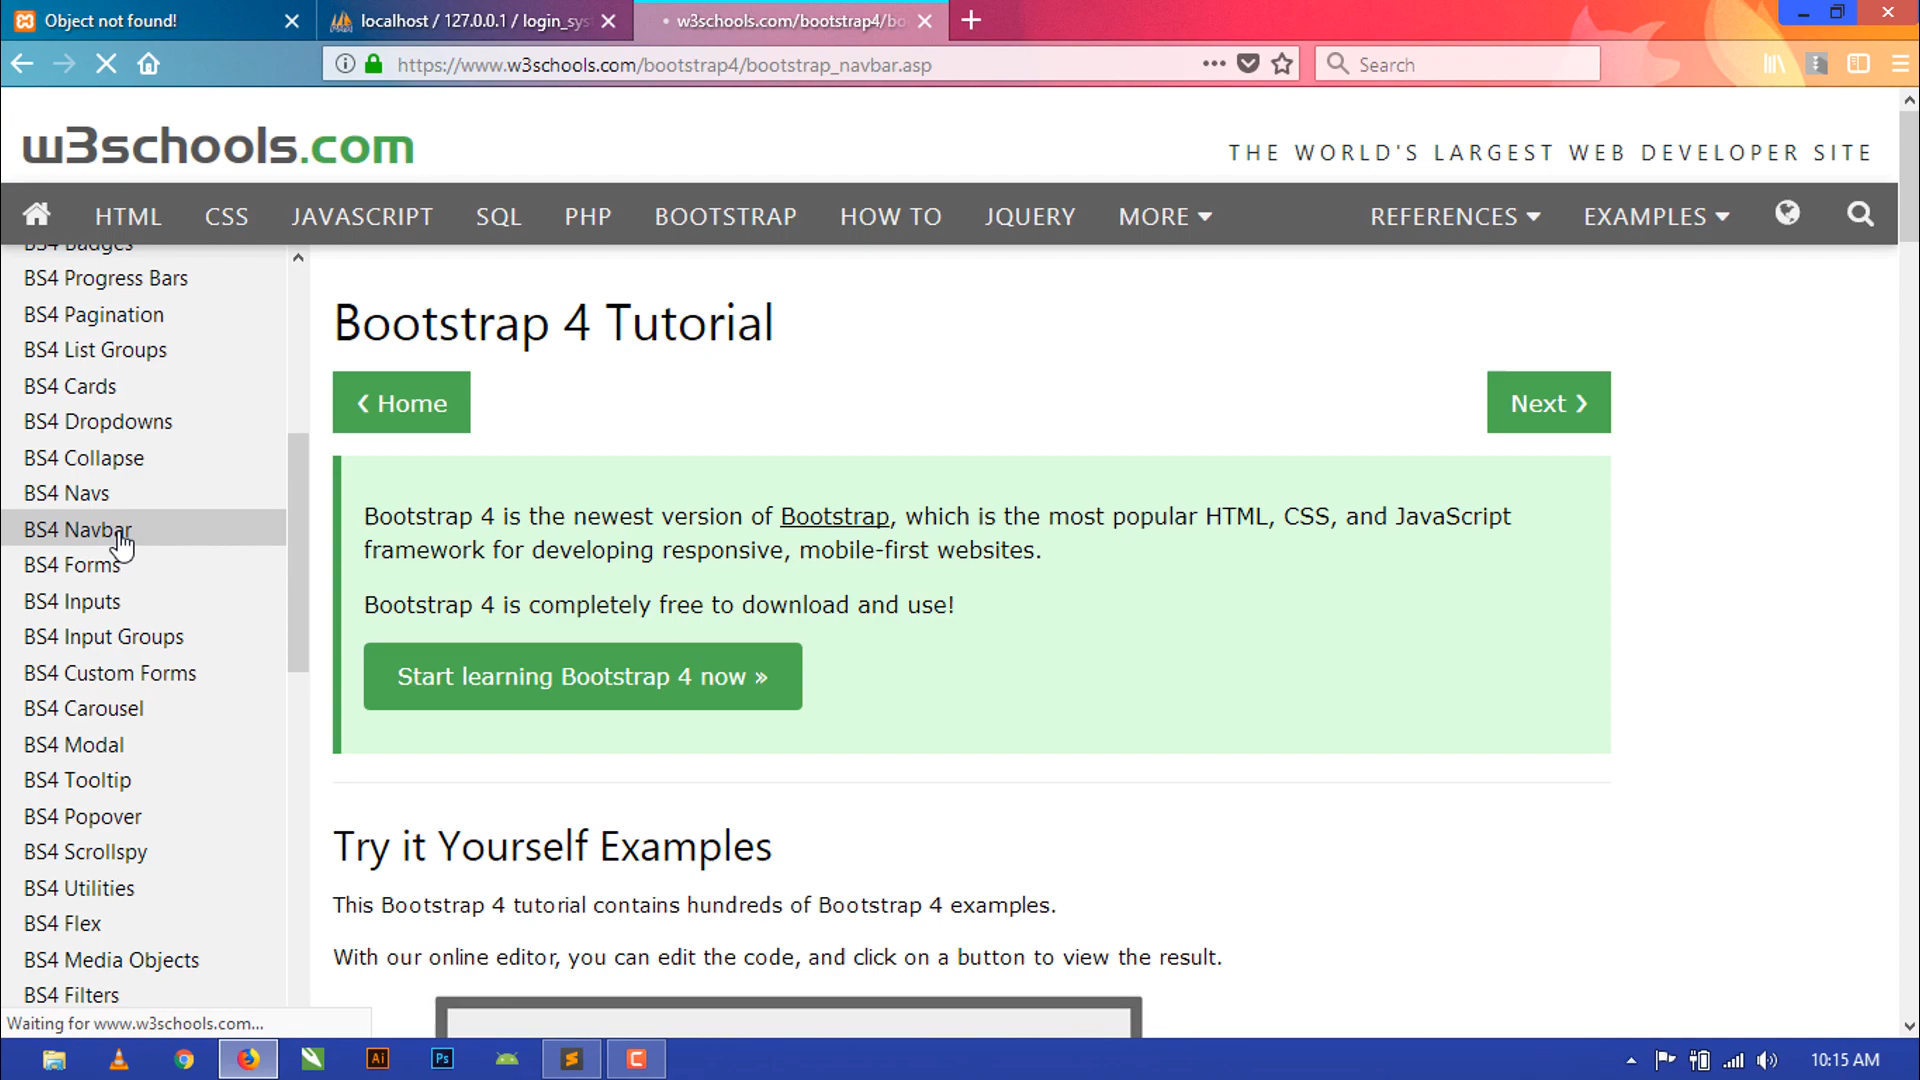 Object not found!
localhost / 127.0.0.1 / login_sys
w3schools.com/bootstrap4/bo
https://www.w3schools.com/bootstrap4/bootstrap_navbar.asp
Search
w3schools.com
THE WORLD'S LARGEST WEB DEVELOPER SITE
HTML CSS JAVASCRIPT SQL PHP BOOTSTRAP HOW TO JQUERY MORE REFERENCES EXAMPLES
BS4 Badges
BS4 Progress Bars
BS4 Pagination
BS4 List Groups
BS4 Cards
BS4 Dropdowns
BS4 Collapse
BS4 Navs
BS4 Navbar
BS4 Forms
BS4 Inputs
BS4 Input Groups
BS4 Custom Forms
BS4 Carousel
BS4 Modal
BS4 Tooltip
BS4 Popover
BS4 Scrollspy
BS4 Utilities
BS4 Flex
BS4 Media Objects
BS4 Filters
Bootstrap 4 Tutorial
❮ Home
Next ❯
Bootstrap 4 is the newest version of Bootstrap, which is the most popular HTML, CSS, and JavaScript
framework for developing responsive, mobile-first websites.
Bootstrap 4 is completely free to download and use!
Start learning Bootstrap 4 now »
Try it Yourself Examples
This Bootstrap 4 tutorial contains hundreds of Bootstrap 4 examples.
With our online editor, you can edit the code, and click on a button to view the result.
Waiting for www.w3schools.com...
Ai
Ps
C
10:15 AM